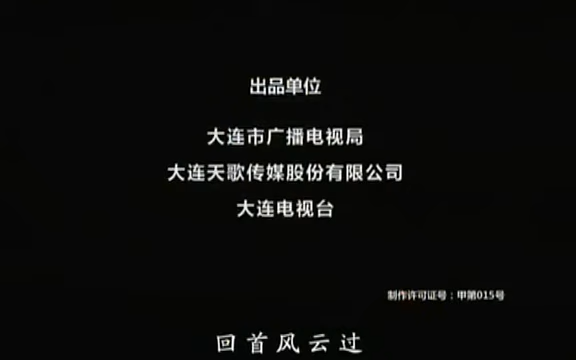 出品单位
大连市广播电视局
大连天歌传媒股份有限公司
大连电视台
制作许可证号：甲第015号
回首风云过